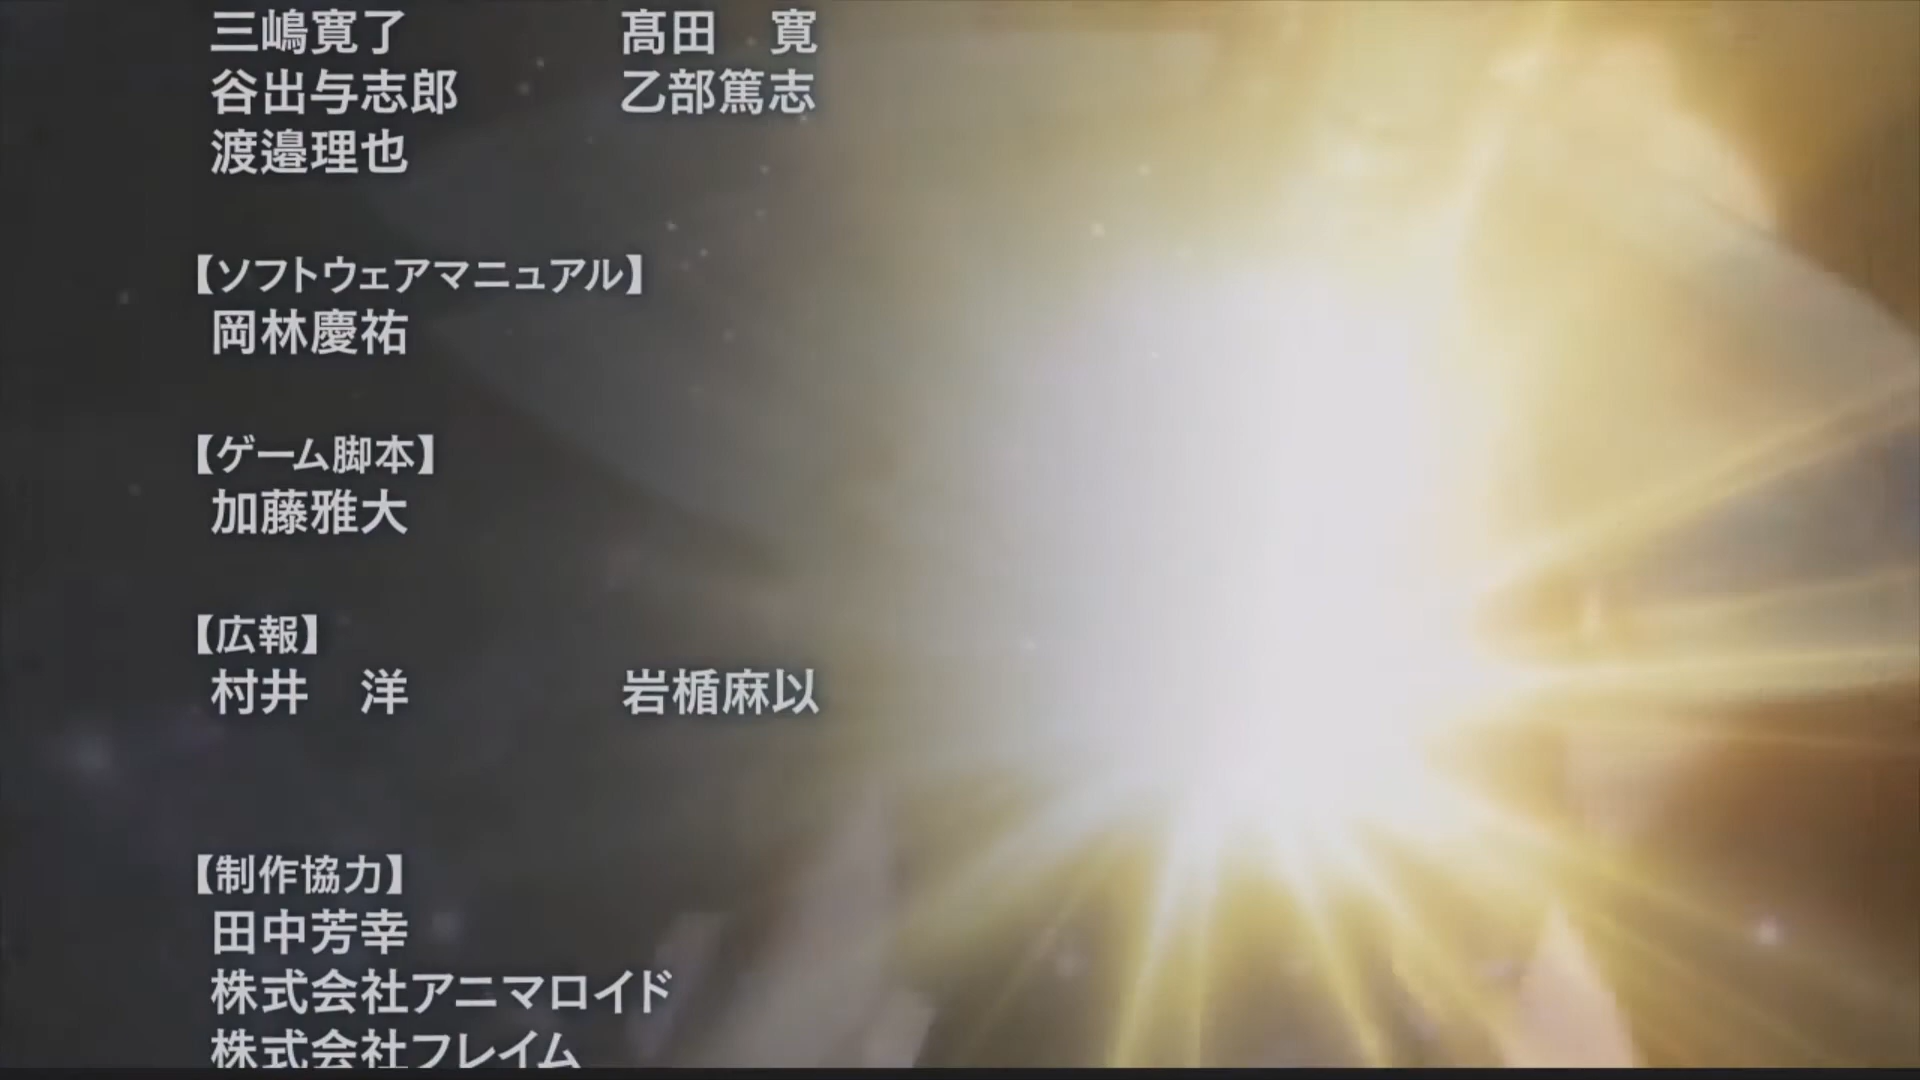 三嶋寛了　髙田　寛
谷出与志郎　乙部篤志
渡邉理也
【ソフトウェアマニュアル】
岡林慶祐
【ゲーム脚本】
加藤雅大
【広報】
村井　洋　岩楯麻以
【制作協力】
田中芳幸
株式会社アニマロイド
株式会社フレイム